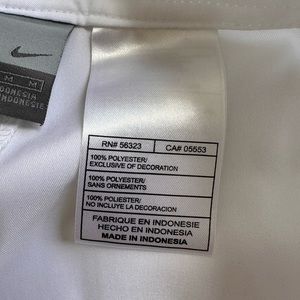 M M
INDONESIA
INDONESIE
RN# 56323 CA# 05553
100% POLYESTER/
EXCLUSIVE OF DECORATION
100% POLYESTER/
SANS ORNEMENTS
100% POLIESTER/
NO INCLUYE LA DECORACION
FABRIQUE EN INDONESIE
HECHO EN INDONESIA
MADE IN INDONESIA